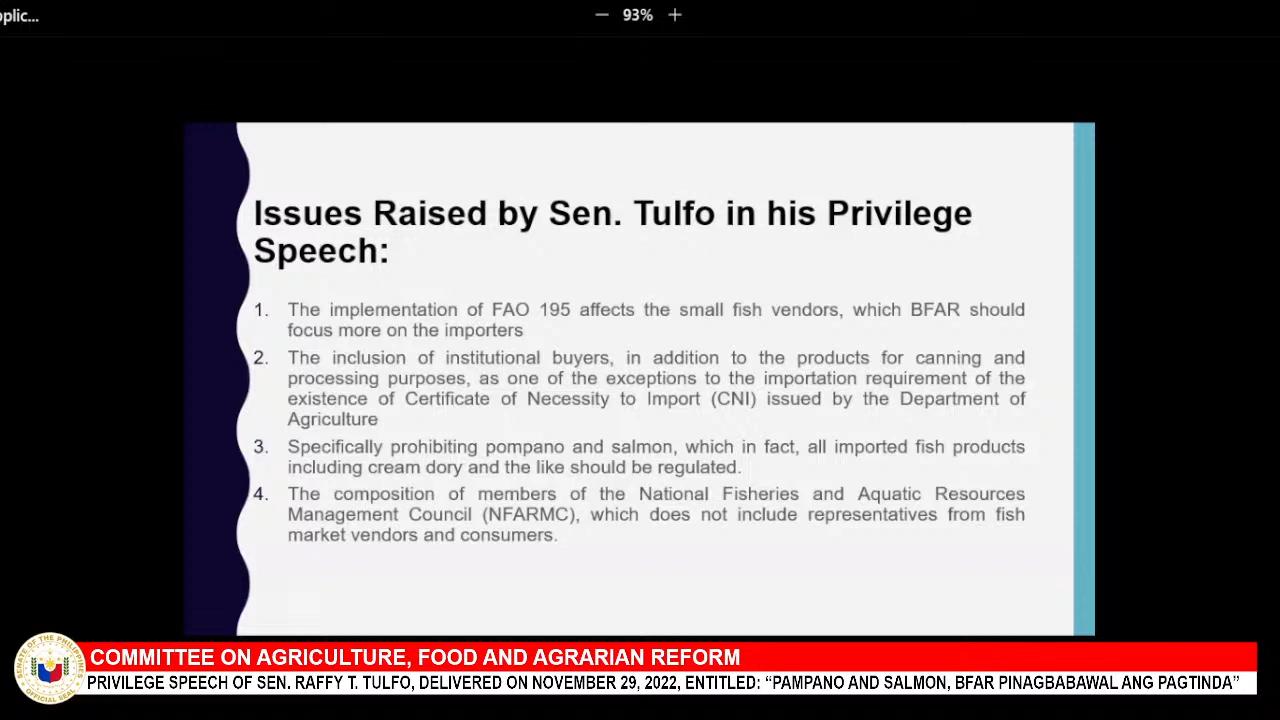 plic...
93%
Issues Raised by Sen. Tulfo in his Privilege
Speech:
1. The implementation of FAO 195 affects the small fish vendors, which BFAR should
focus more on the importers
2. The inclusion of institutional buyers, in addition to the products for canning and
processing purposes, as one of the exceptions to the importation requirement of the
existence of Certificate of Necessity to Import (CNI) issued by the Department of
Agriculture
3. Specifically prohibiting pompano and salmon, which in fact, all imported fish products
including cream dory and the like should be regulated.
4. The composition of members of the National Fisheries and Aquatic Resources
Management Council (NFARMC), which does not include representatives from fish
market vendors and consumers.
SENATE OF THE PHILIPPINES
OFFICIAL SEAL
COMMITTEE ON AGRICULTURE, FOOD AND AGRARIAN REFORM
PRIVILEGE SPEECH OF SEN. RAFFY T. TULFO, DELIVERED ON NOVEMBER 29, 2022, ENTITLED: “PAMPANO AND SALMON, BFAR PINAGBABAWAL ANG PAGTINDA”